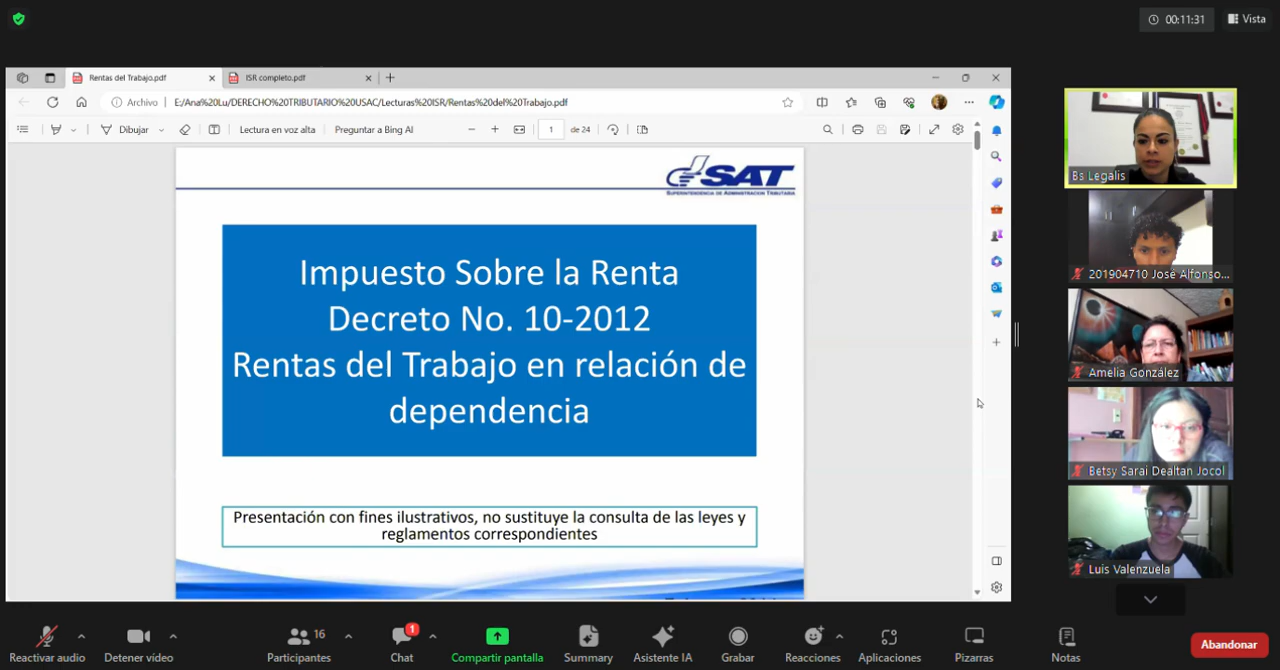 00:11:31
Vista
Rentas del Trabajo.pdf
ISR completo.pdf
Archivo
E:/Ana%20Lu/DERECHO%20TRIBUTARIO%20USAC/Lecturas%20ISR/Rentas%20del%20Trabajo.pdf
Dibujar
Lectura en voz alta
Preguntar a Bing AI
1
de 24
SAT
SUPERINTENDENCIA DE ADMINISTRACION TRIBUTARIA
Impuesto Sobre la Renta
Decreto No. 10-2012
Rentas del Trabajo en relación de
dependencia
Presentación con fines ilustrativos, no sustituye la consulta de las leyes y
reglamentos correspondientes
Bs Legalis
201904710 José Alfonso...
Amelia González
Betsy Sarai Dealtan Jocol
Luis Valenzuela
Reactivar audio
Detener vídeo
16
Participantes
1
Chat
Compartir pantalla
Summary
Asistente IA
Grabar
Reacciones
Aplicaciones
Pizarras
Notas
Abandonar